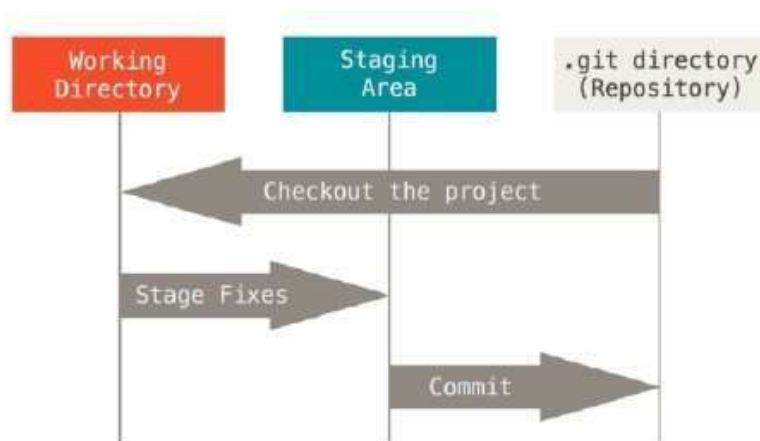 Working
Directory
Staging
Area
.git directory
(Repository)
Checkout the project
Stage Fixes
Commit